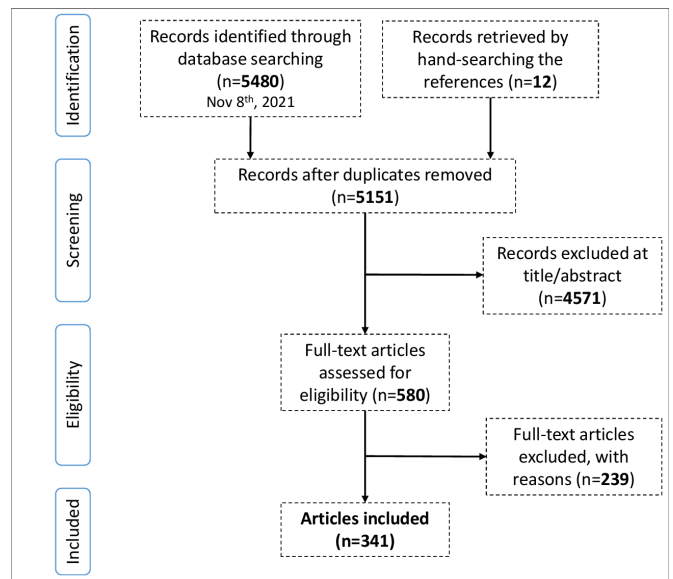 Identification
Records identified through
database searching
(n=5480)
Nov 8th, 2021
Records retrieved by
hand-searching the
references (n=12)
Screening
Records after duplicates removed
(n=5151)
Records excluded at
title/abstract
(n=4571)
Eligibility
Full-text articles
assessed for
eligibility (n=580)
Full-text articles
excluded, with
reasons (n=239)
Included
Articles included
(n=341)